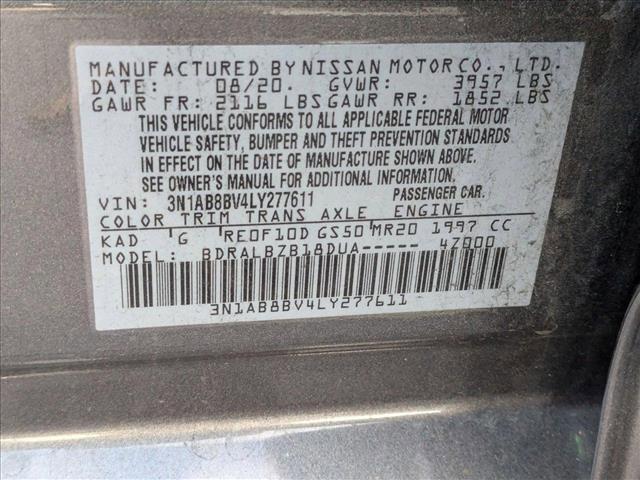 MANUFACTURED BY NISSAN MOTOR CO., LTD.
DATE: 08/20. GVWR: 3957 LBS
GAWR FR: 2116 LBS GAWR RR: 1852 LBS
THIS VEHICLE CONFORMS TO ALL APPLICABLE FEDERAL MOTOR
VEHICLE SAFETY, BUMPER AND THEFT PREVENTION STANDARDS
IN EFFECT ON THE DATE OF MANUFACTURE SHOWN ABOVE.
SEE OWNER'S MANUAL FOR ADDITIONAL INFORMATION.
VIN: 3N1AB8BV4LY277611 PASSENGER CAR.
COLOR TRIM TRANS AXLE ENGINE
KAD G RE0F10D GS50 MR20 1997 CC
MODEL: BDRALBZB18DUA----- 4Z000
3N1AB8BV4LY277611